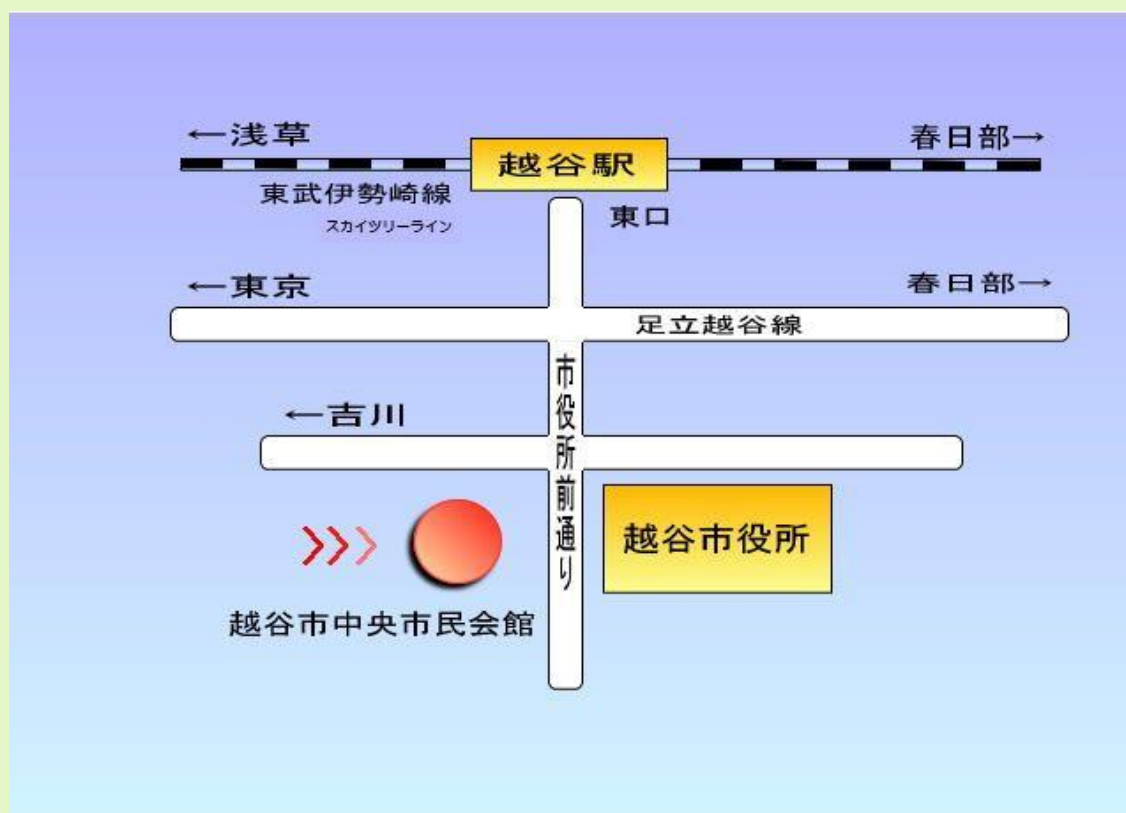 ←浅草
春日部→
越谷駅
東武伊勢崎線
スカイツリーライン
東口
←東京
春日部→
足立越谷線
市役所前通り
←吉川
越谷市役所
越谷市中央市民会館